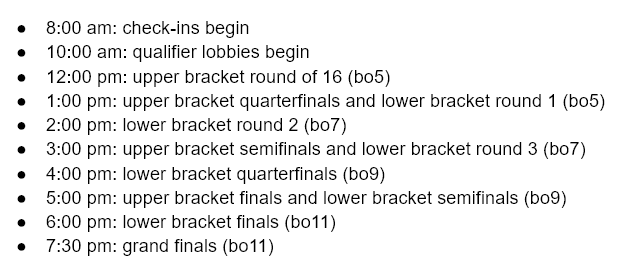 ● 8:00 am: check-ins begin
● 10:00 am: qualifier lobbies begin
● 12:00 pm: upper bracket round of 16 (bo5)
● 1:00 pm: upper bracket quarterfinals and lower bracket round 1 (bo5)
● 2:00 pm: lower bracket round 2 (bo7)
● 3:00 pm: upper bracket semifinals and lower bracket round 3 (bo7)
● 4:00 pm: lower bracket quarterfinals (bo9)
● 5:00 pm: upper bracket finals and lower bracket semifinals (bo9)
● 6:00 pm: lower bracket finals (bo11)
● 7:30 pm: grand finals (bo11)